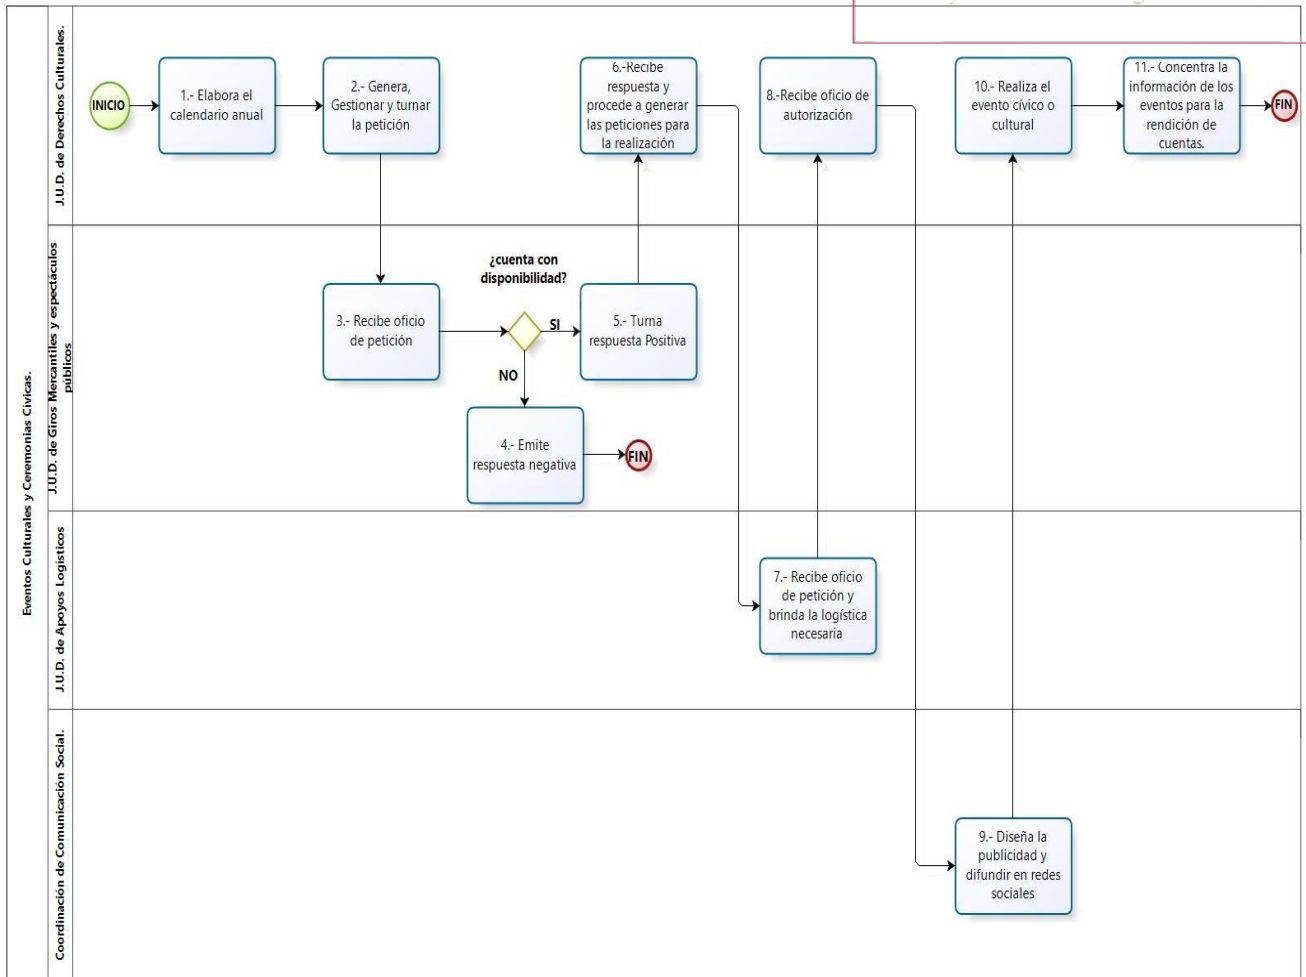 Eventos Culturales y Ceremonias Cívicas.
J.U.D. de Derechos Culturales.
INICIO
1.- Elabora el
calendario anual
2.- Genera,
Gestionar y turnar
la petición
6.-Recibe
respuesta y
procede a generar
las peticiones para
la realización
8.-Recibe oficio de
autorización
10.- Realiza el
evento cívico o
cultural
11.- Concentra la
información de los
eventos para la
rendición de
cuentas.
FIN
J.U.D. de Giros Mercantiles y espectáculos
públicos
3.- Recibe oficio
de petición
¿cuenta con
disponibilidad?
SI
NO
5.- Turna
respuesta Positiva
4.- Emite
respuesta negativa
FIN
J.U.D. de Apoyos Logísticos
7.- Recibe oficio
de petición y
brinda la logística
necesaria
Coordinación de Comunicación Social.
9.- Diseña la
publicidad y
difundir en redes
sociales